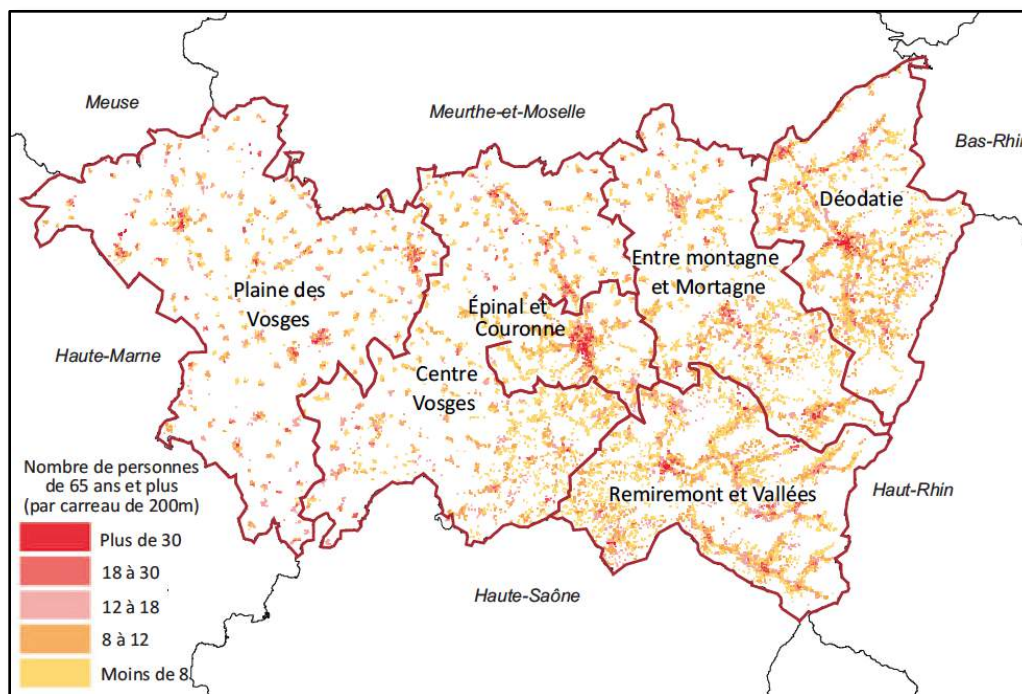 Meuse
Meurthe-et-Moselle
Bas-Rhin
Déodatie
Entre montagne
et Mortagne
Plaine des
Vosges
Épinal et
Couronne
Haute-Marne
Centre
Vosges
Nombre de personnes
de 65 ans et plus
(par carreau de 200m)
Remiremont et Vallées
Haut-Rhin
Plus de 30
18 à 30
12 à 18
8 à 12
Moins de 8
Haute-Saône